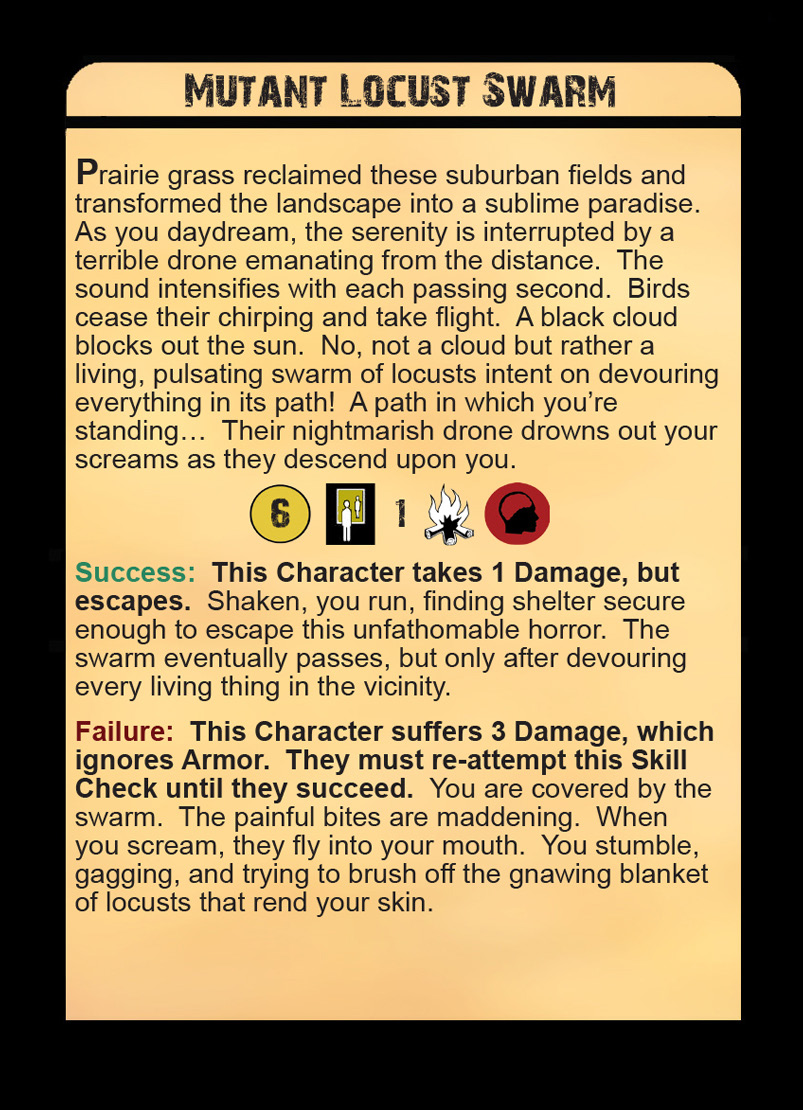 Mutant Locust Swarm
Prairie grass reclaimed these suburban fields and
transformed the landscape into a sublime paradise.
As you daydream, the serenity is interrupted by a
terrible drone emanating from the distance.  The
sound intensifies with each passing second.  Birds
cease their chirping and take flight.  A black cloud
blocks out the sun.  No, not a cloud but rather a
living, pulsating swarm of locusts intent on devouring
everything in its path!  A path in which you’re
standing…  Their nightmarish drone drowns out your
screams as they descend upon you.
6 1
Success:  This Character takes 1 Damage, but
escapes.  Shaken, you run, finding shelter secure
enough to escape this unfathomable horror.  The
swarm eventually passes, but only after devouring
every living thing in the vicinity.
Failure:  This Character suffers 3 Damage, which
ignores Armor.  They must re-attempt this Skill
Check until they succeed.  You are covered by the
swarm.  The painful bites are maddening.  When
you scream, they fly into your mouth.  You stumble,
gagging, and trying to brush off the gnawing blanket
of locusts that rend your skin.